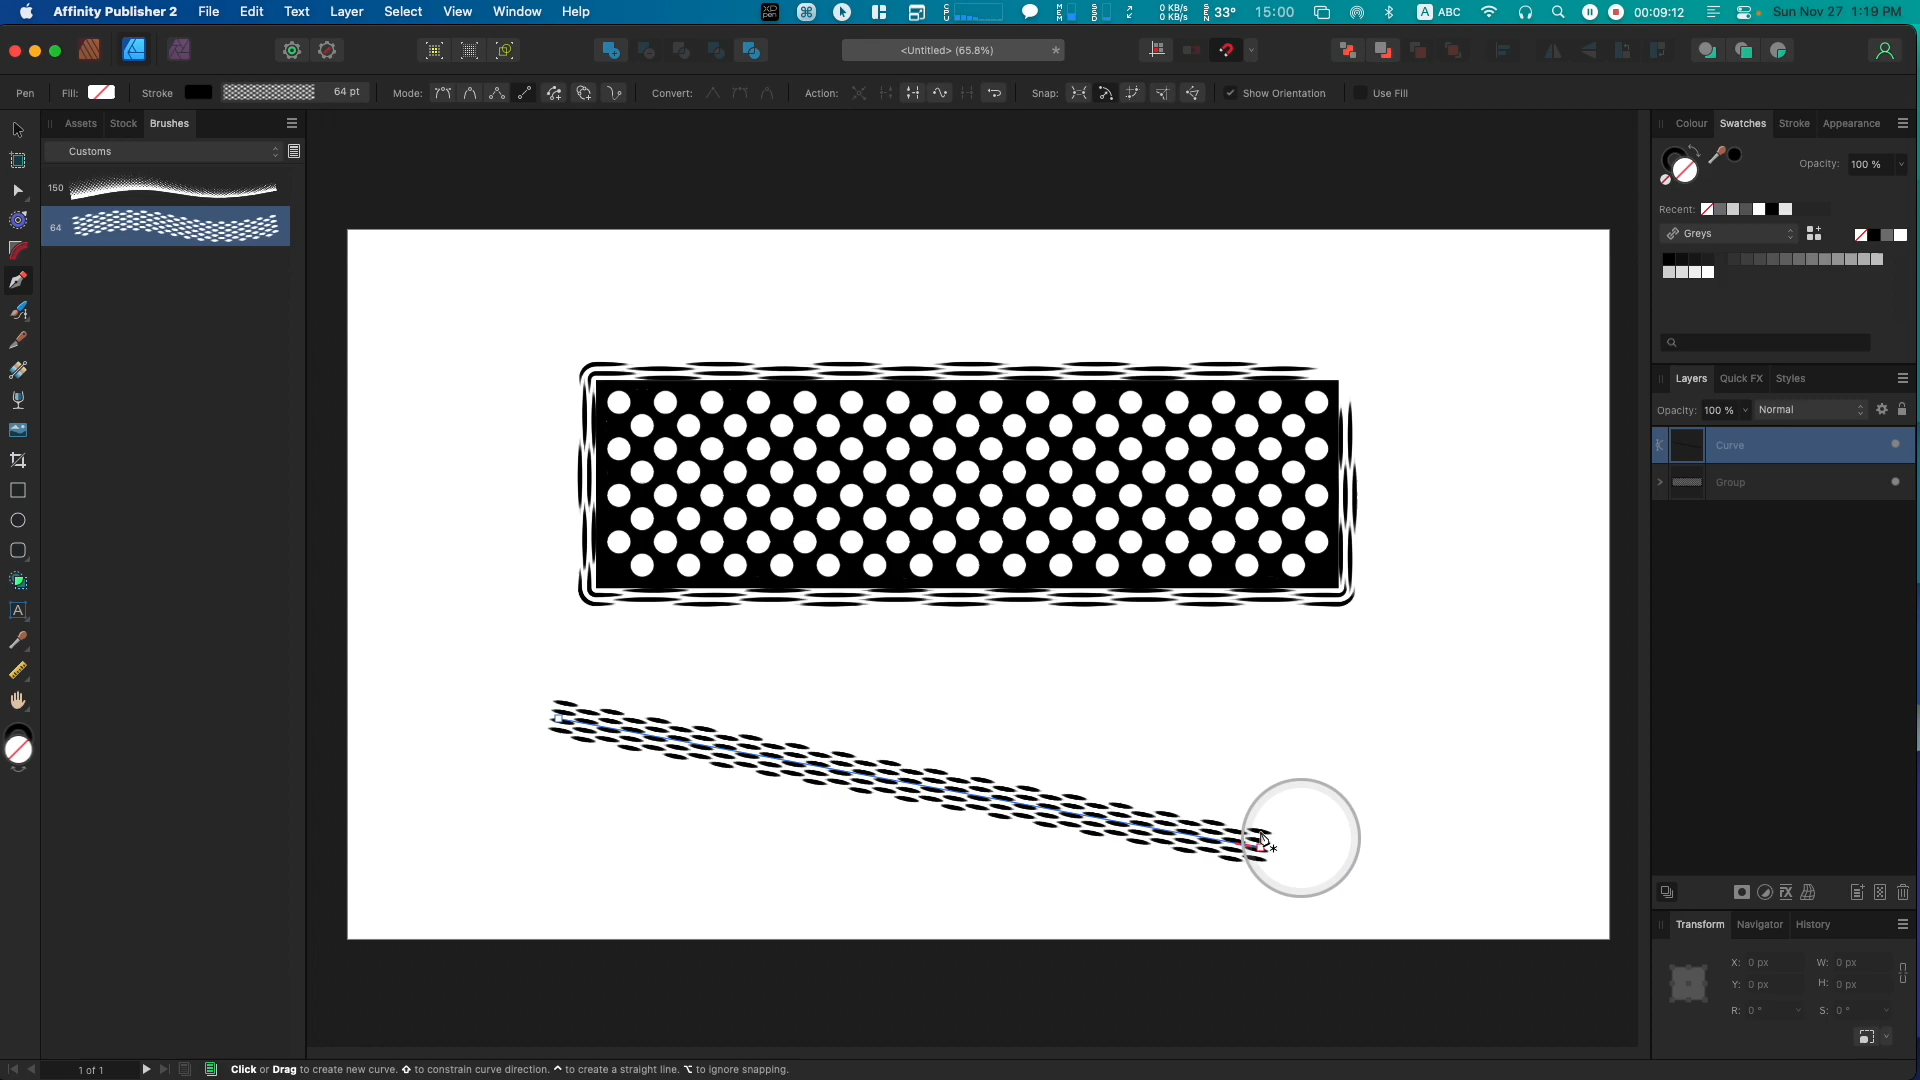 Affinity Publisher 2 File Edit Text Layer Select View Window Help 0 KB/s 0 KB/s 33° 15:00 ABC 00:09:12 Sun Nov 27 1:19 PM
<Untitled> (65.8%) *
Pen Fill: Stroke 64 pt Mode: Convert: Action: Snap: Show Orientation Use Fill
Assets Stock Brushes
Customs
150
64
Colour Swatches Stroke Appearance
Opacity: 100 %
Recent:
Greys
Layers Quick FX Styles
Opacity: 100 % Normal
Curve
Group
Transform Navigator History
X: 0 px W: 0 px
Y: 0 px H: 0 px
R: 0 ° S: 0 °
1 of 1 Click or Drag to create new curve. ⇧ to constrain curve direction. ^ to create a straight line. ⌥ to ignore snapping.